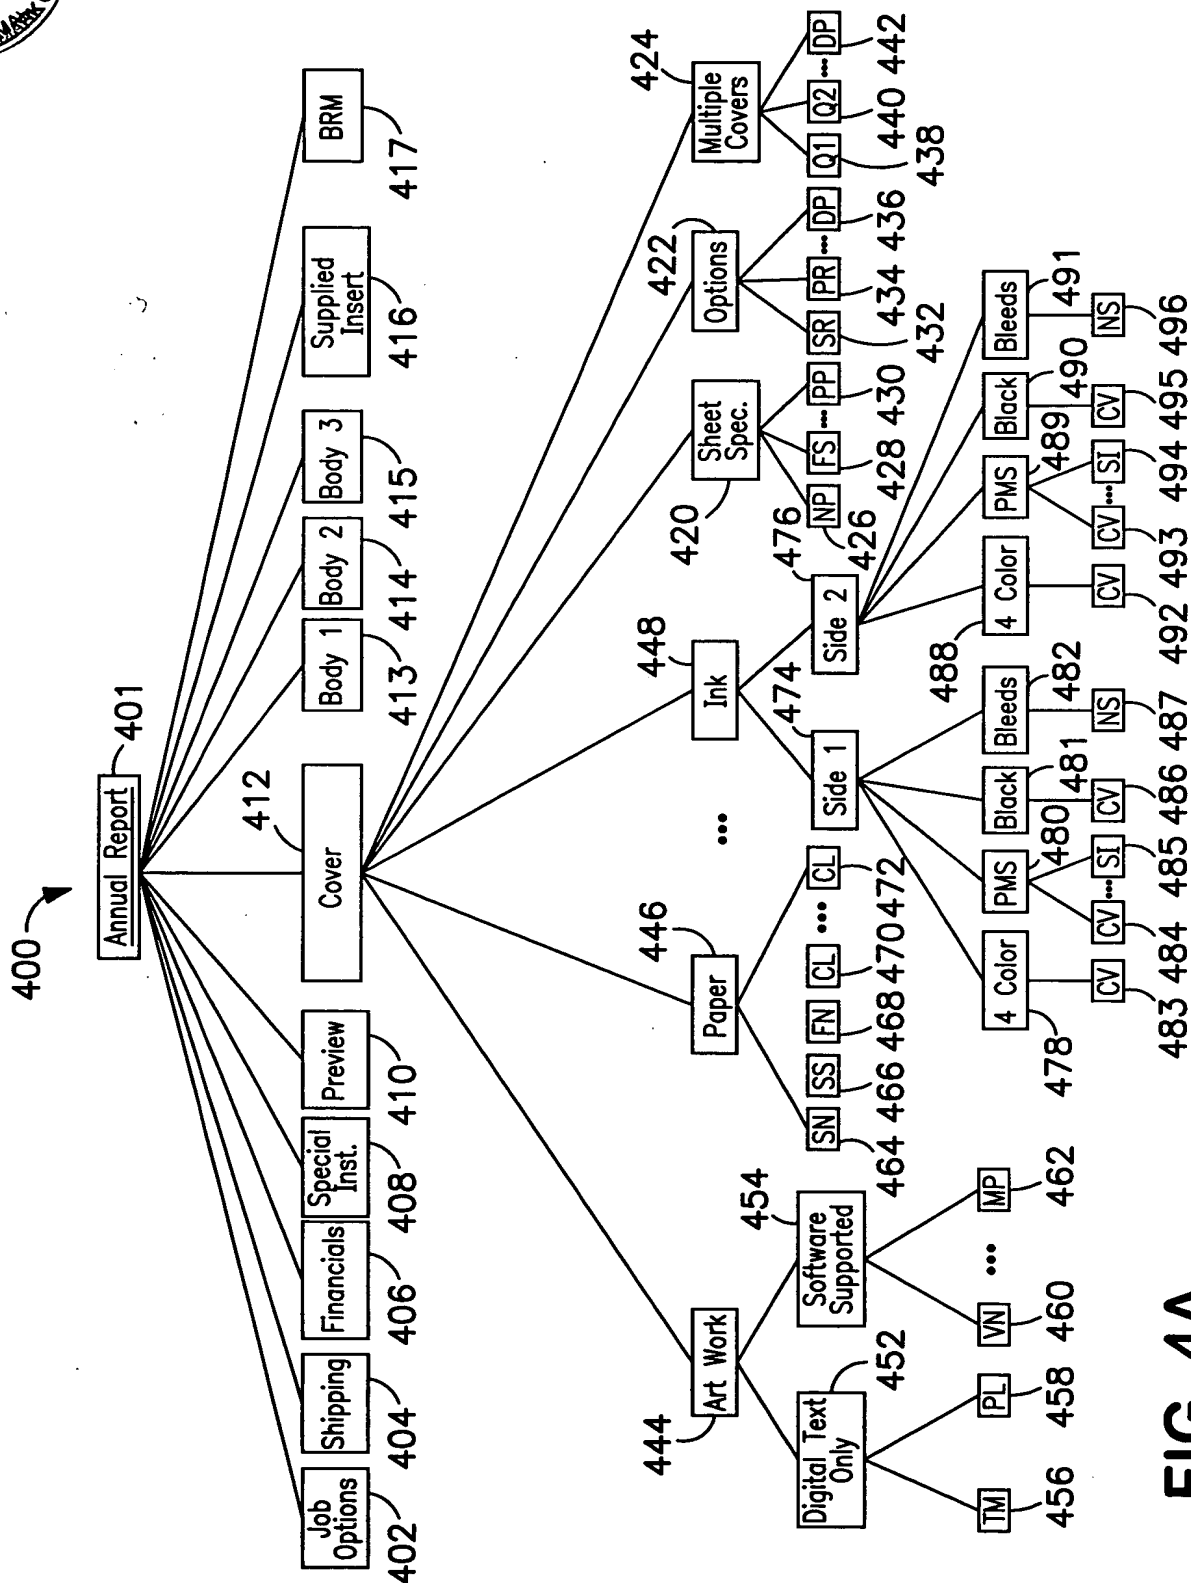 400
Annual Report
401
Job
Options
402
Shipping
404
Financials
406
Special
Inst.
408
Preview
410
Cover
412
Body 1
413
Body 2
414
Body 3
415
Supplied
Insert
416
BRM
417
Art Work
444
Paper
446
...
Ink
448
Sheet
Spec.
420
Options
422
Multiple
Covers
424
Digital Text
Only
452
Software
Supported
454
SN
464
SS
466
FN
468
CL
470
...
CL
472
Side 1
474
Side 2
476
NP
426
FS
428
...
PP
430
SR
432
PR
434
...
DP
436
Q1
438
Q2
440
...
DP
442
TM
456
PL
458
VN
460
...
MP
462
4 Color
478
PMS
480
Black
481
Bleeds
482
4 Color
488
PMS
489
Black
490
Bleeds
491
CV
483
CV
484
...
SI
485
CV
486
NS
487
CV
492
CV
493
...
SI
494
CV
495
NS
496
FIG. 4A